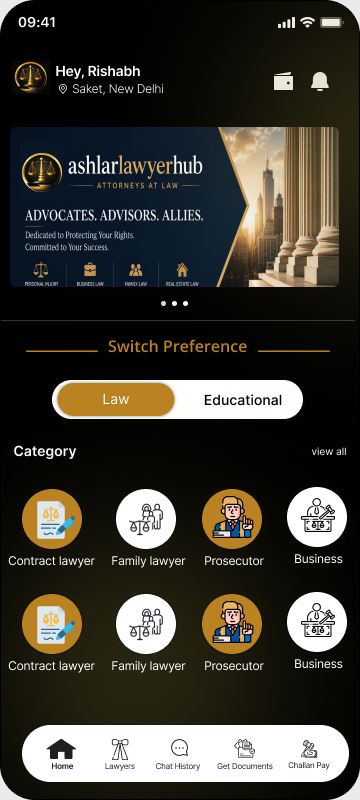 09:41
Hey, Rishabh
Saket, New Delhi
ashlarlawyerhub
ATTORNEYS AT LAW
ADVOCATES. ADVISORS. ALLIES.
Dedicated to Protecting Your Rights.
Committed to Your Success.
PERSONAL INJURY BUSINESS LAW FAMILY LAW REAL ESTATE LAW
Switch Preference
Law Educational
Category view all
Contract lawyer Family lawyer Prosecutor Business
Contract lawyer Family lawyer Prosecutor Business
Home Lawyers Chat History Get Documents Challan Pay